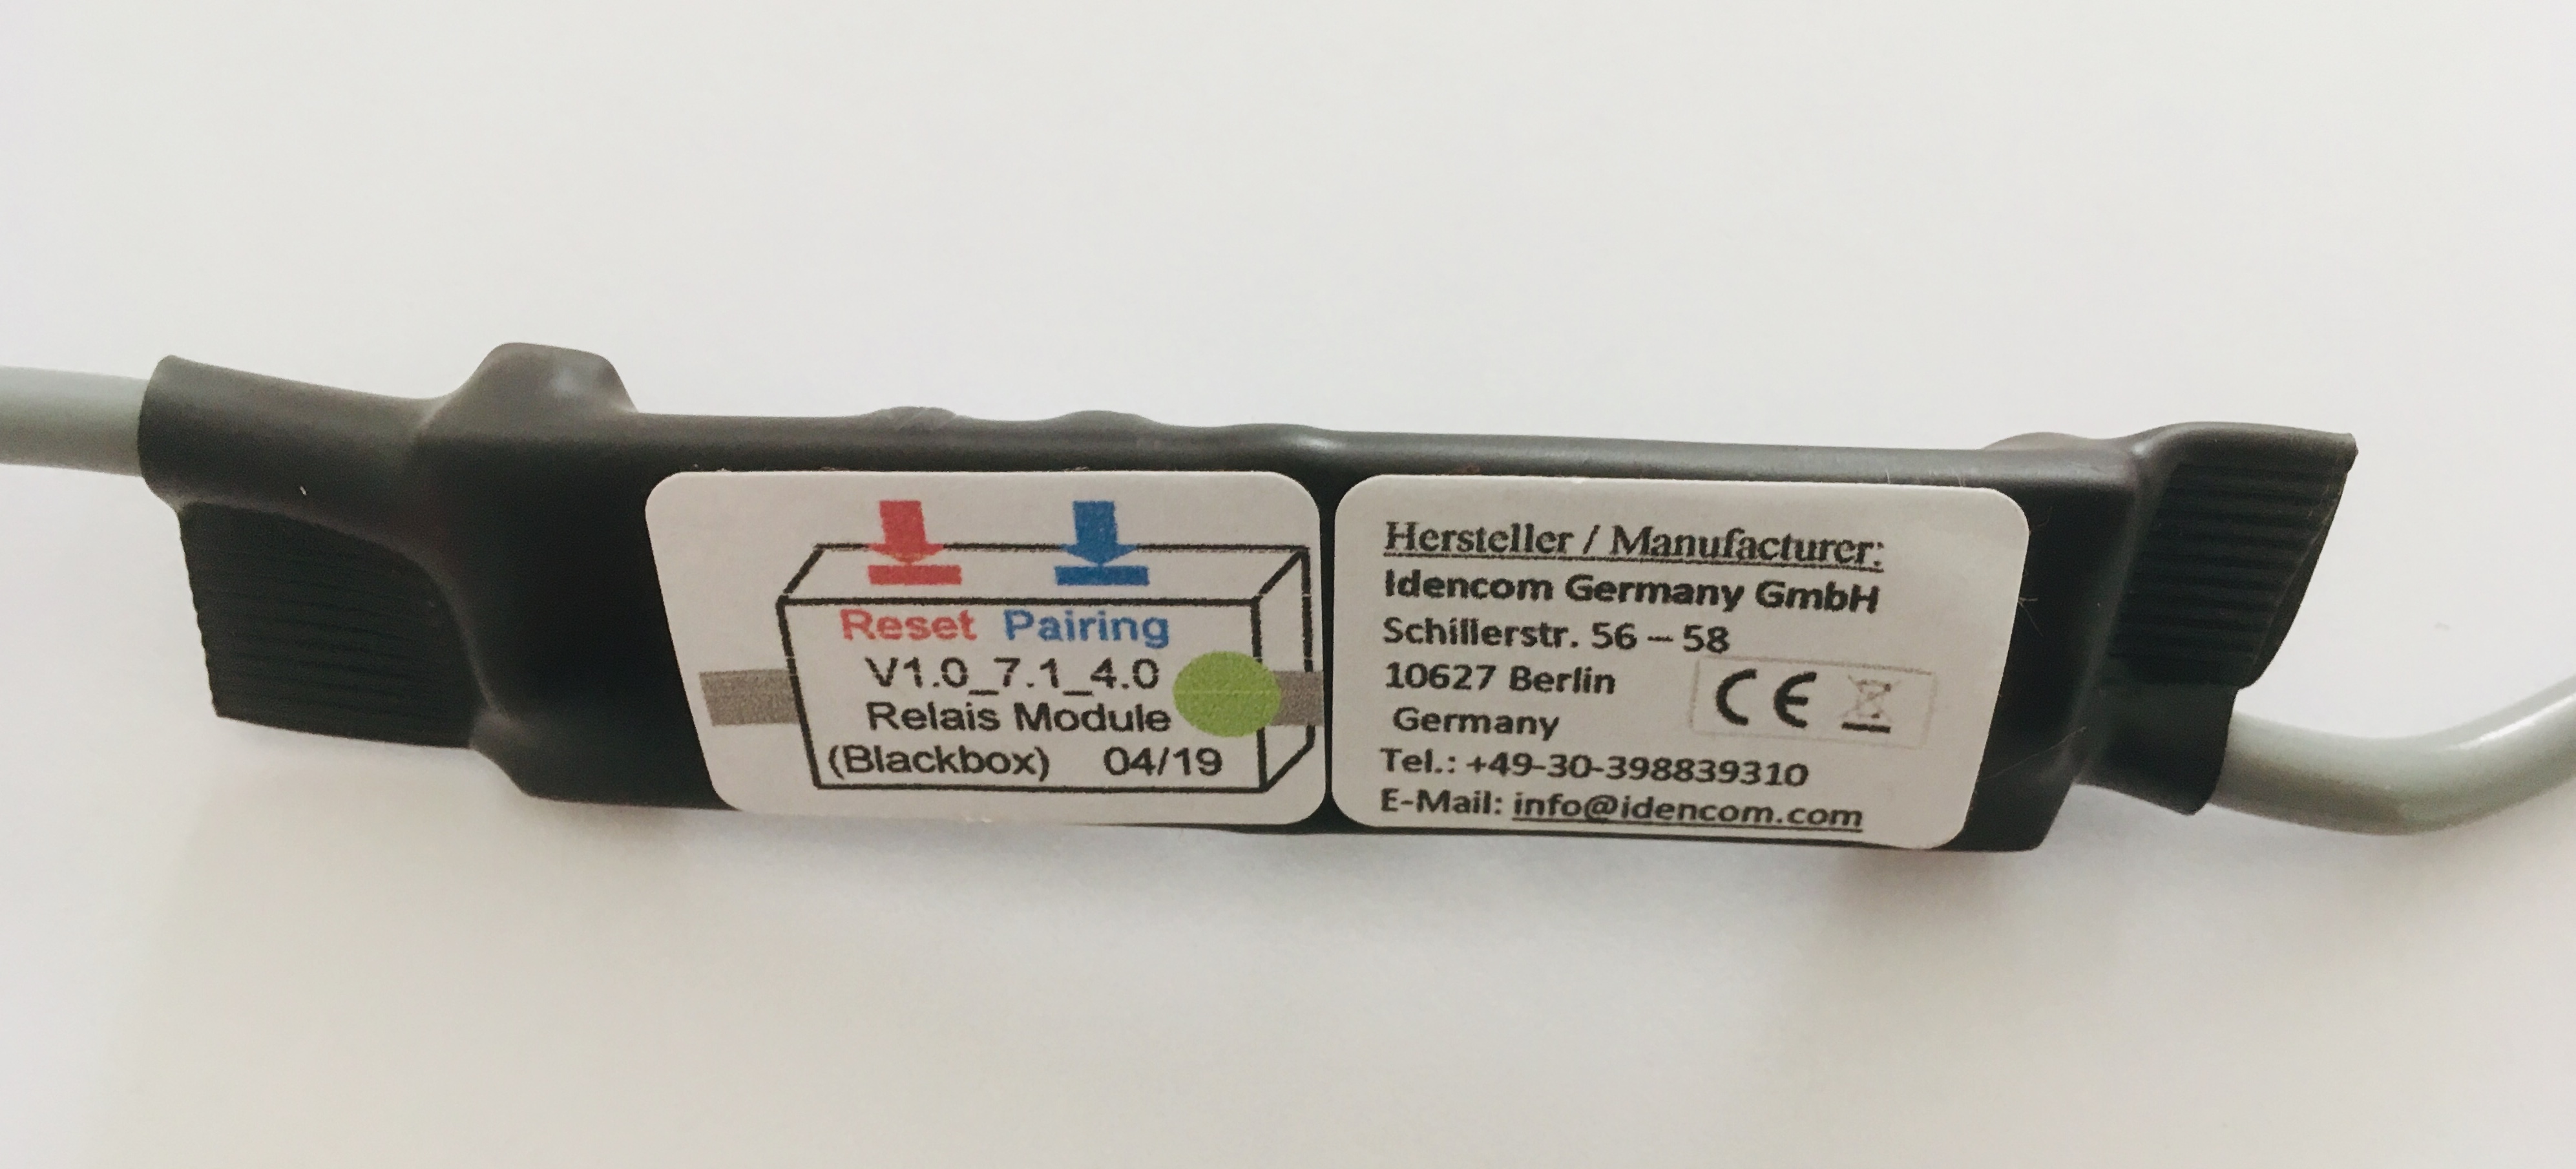 Reset Pairing
V1.0_7.1_4.0
Relais Module
(Blackbox) 04/19
Hersteller / Manufacturer:
Idencom Germany GmbH
Schillerstr. 56 – 58
10627 Berlin
Germany
CE
Tel.: +49-30-398839310
E-Mail: info@idencom.com